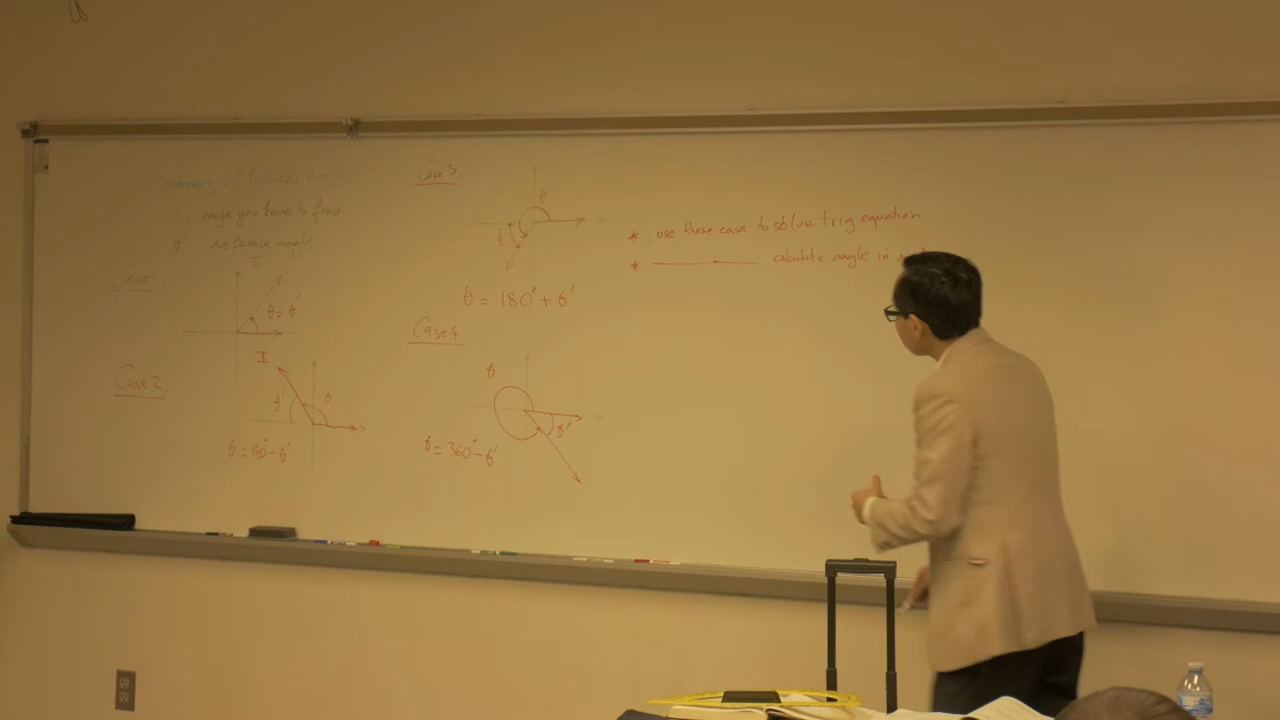 Summary of Reference Angle
: angle you have to find
θ' : reference angle
Case 1
I
θ = θ'
Case 2.
I
θ'
θ
θ = 180° - θ'
Case 3.
θ
θ'
θ = 180° + θ'
Case 4.
θ
θ'
θ = 360° - θ'
* : use these case to solve trig equation
* calculate angle in